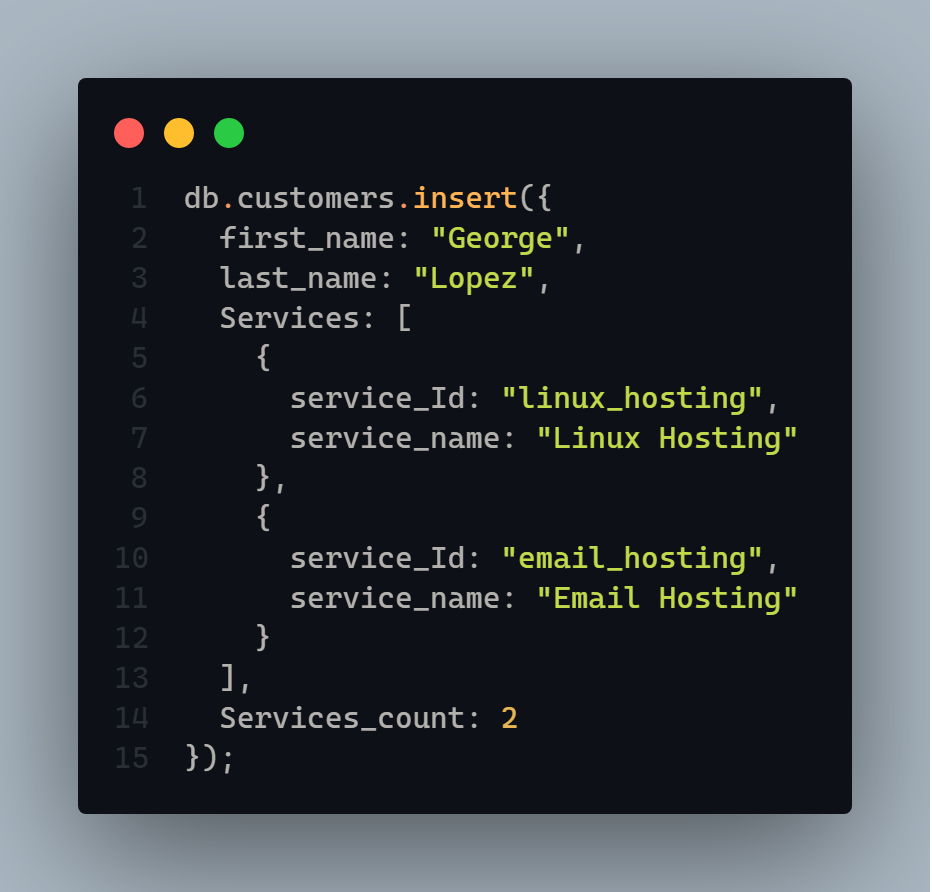 1 db.customers.insert({
2   first_name: "George",
3   last_name: "Lopez",
4   Services: [
5     {
6       service_Id: "linux_hosting",
7       service_name: "Linux Hosting"
8     },
9     {
10       service_Id: "email_hosting",
11       service_name: "Email Hosting"
12     }
13   ],
14   Services_count: 2
15 });